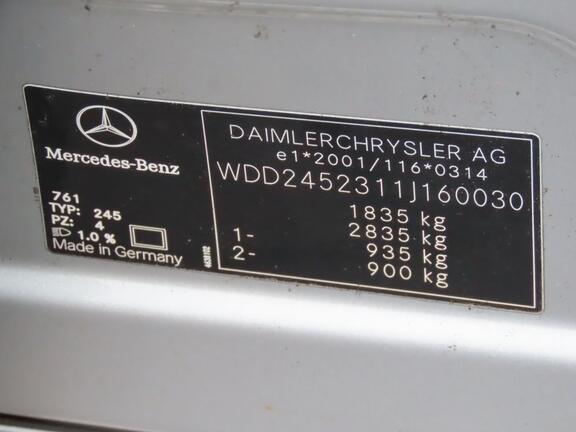 Mercedes-Benz
761
TYP: 245
PZ: 4
1.0 %
Made in Germany
DAIMLERCHRYSLER AG
e1*2001/116*0314
WDD2452311J160030
1835 kg
2835 kg
1- 935 kg
2- 900 kg